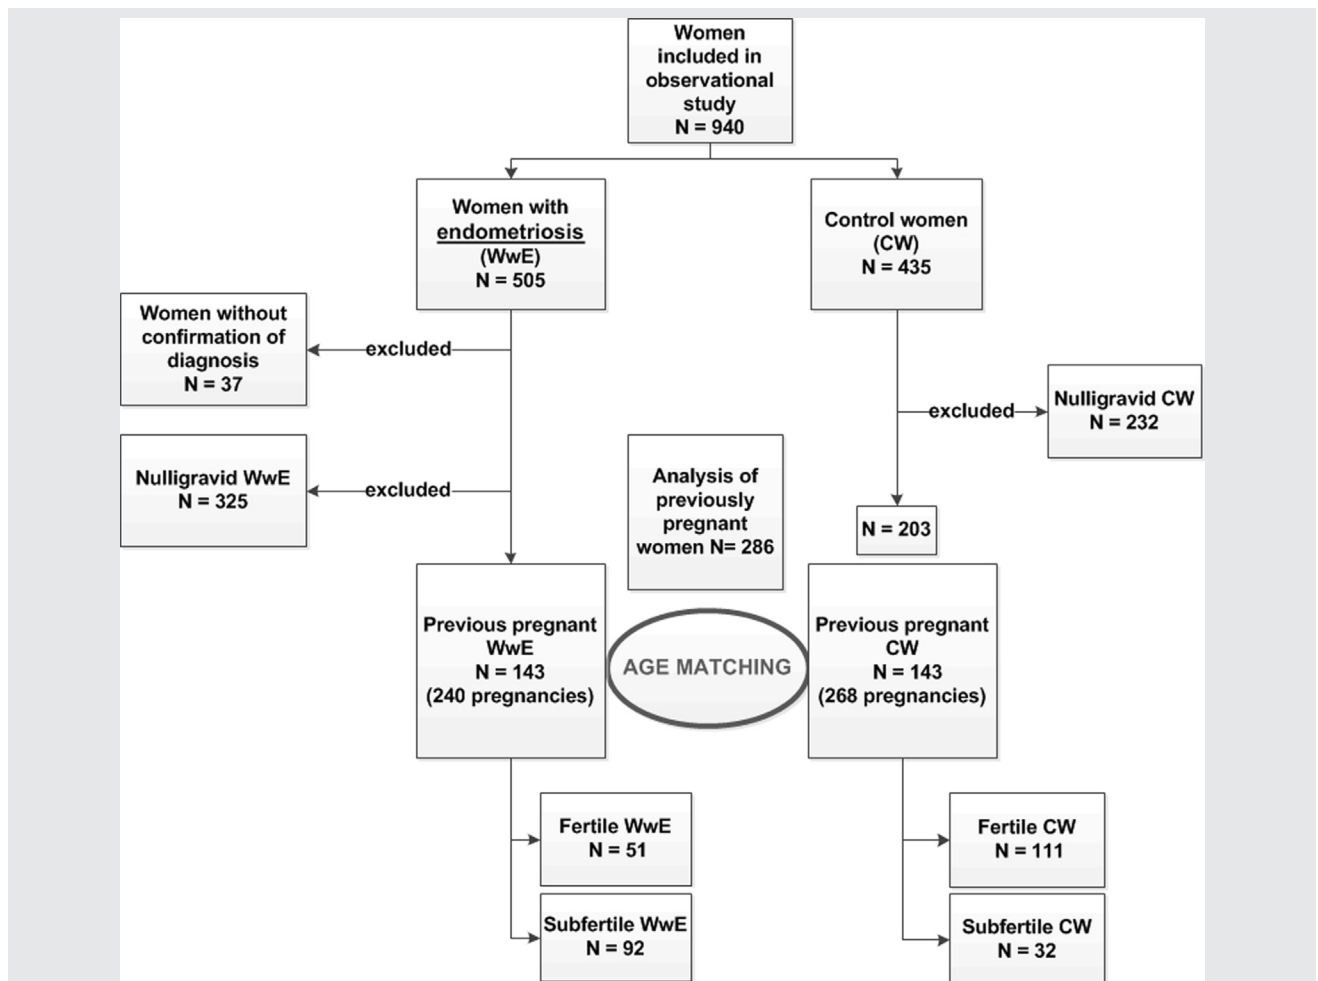 Women
included in
observational
study
N = 940
Women with
endometriosis
(WwE)
N = 505
Control women
(CW)
N = 435
Women without
confirmation of
diagnosis
N = 37
excluded
Nulligravid CW
N = 232
excluded
Nulligravid WwE
N = 325
excluded
Analysis of
previously
pregnant
women N= 286
N = 203
Previous pregnant
WwE
N = 143
(240 pregnancies)
AGE MATCHING
Previous pregnant
CW
N = 143
(268 pregnancies)
Fertile WwE
N = 51
Fertile CW
N = 111
Subfertile WwE
N = 92
Subfertile CW
N = 32